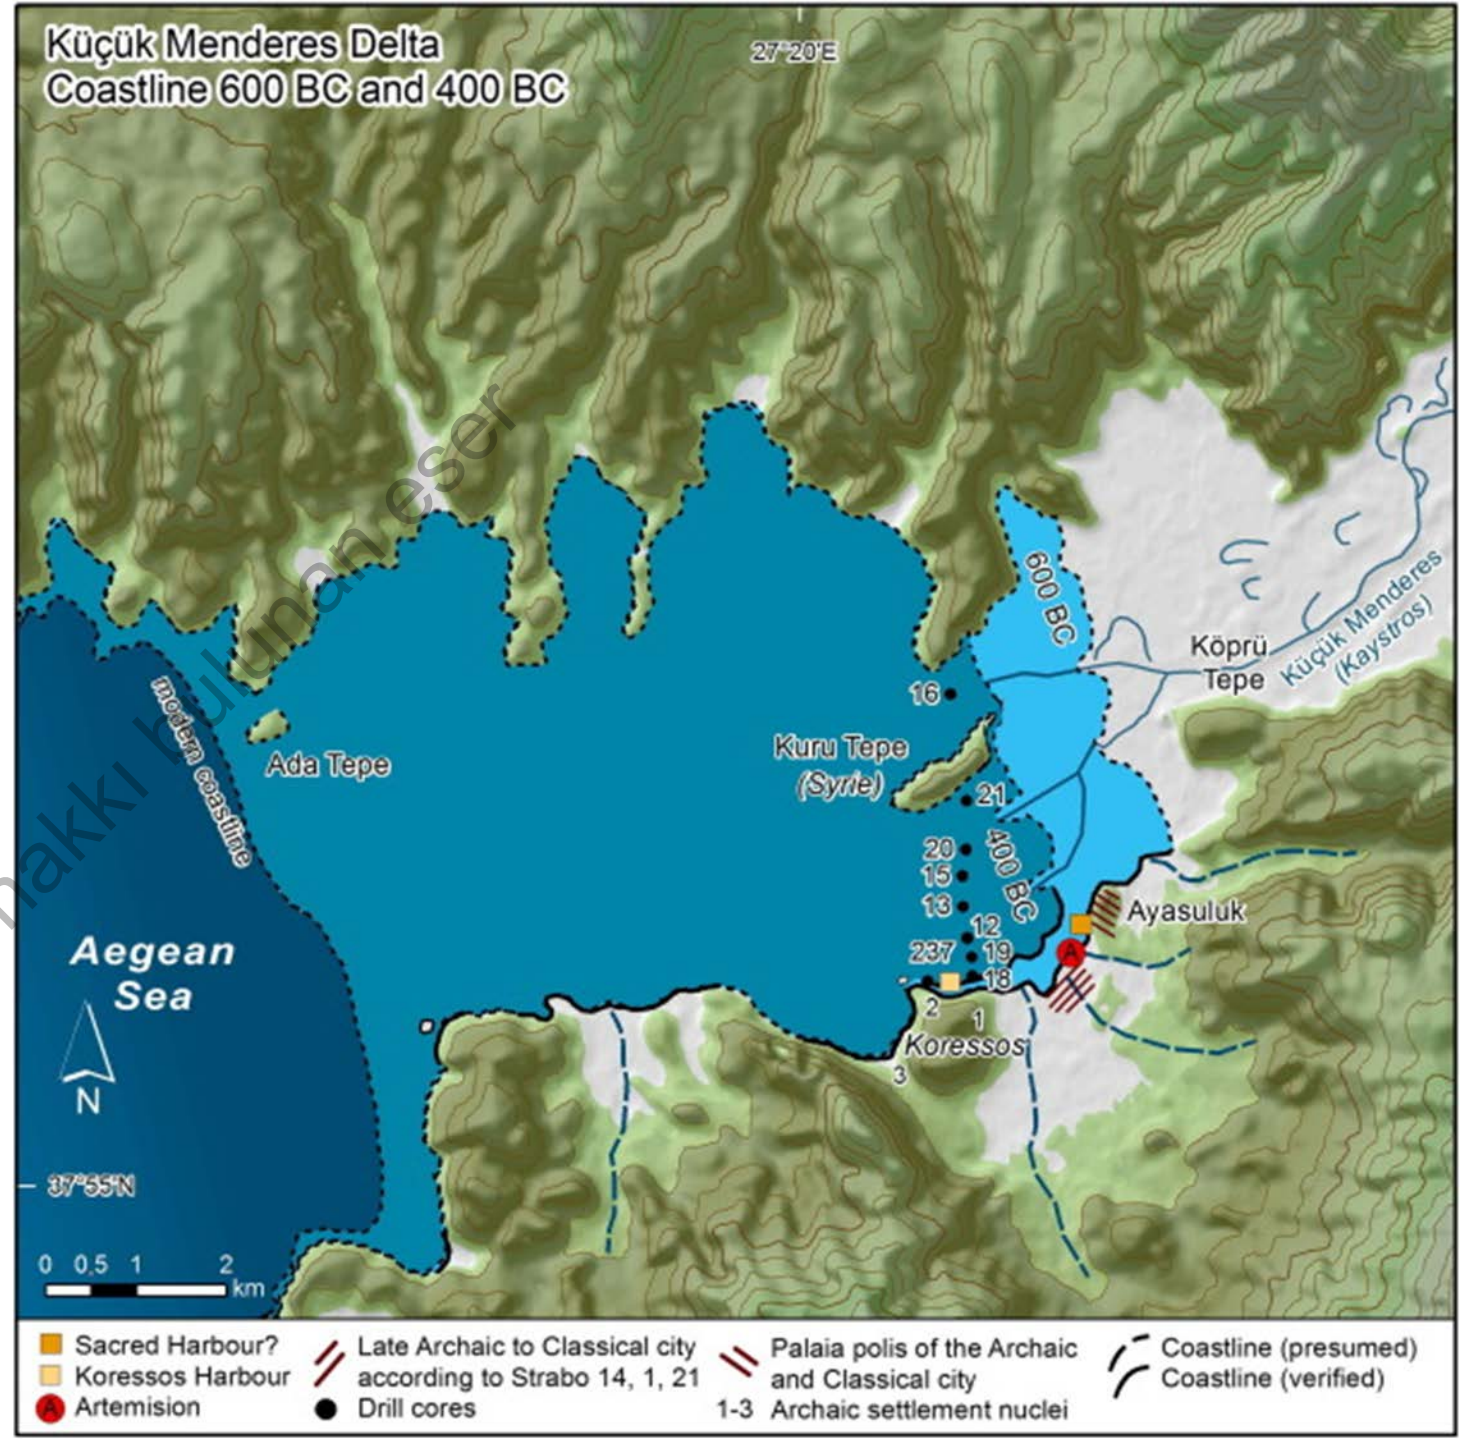 Küçük Menderes Delta
Coastline 600 BC and 400 BC
27°20'E
600 BC
Köprü
Tepe
Küçük Menderes
(Kaystros)
16
modern coastline
Ada Tepe
Kuru Tepe
(Syrie)
21
20
400 BC
15
13
Ayasuluk
12
237
19
A
18
Aegean
Sea
2
1
Koressos
3
N
37°55'N
0 0,5 1 2
km
hakkı bulunan eser
Sacred Harbour?
Koressos Harbour
A Artemision
Late Archaic to Classical city
according to Strabo 14, 1, 21
Drill cores
Palaia polis of the Archaic
and Classical city
1-3 Archaic settlement nuclei
Coastline (presumed)
Coastline (verified)